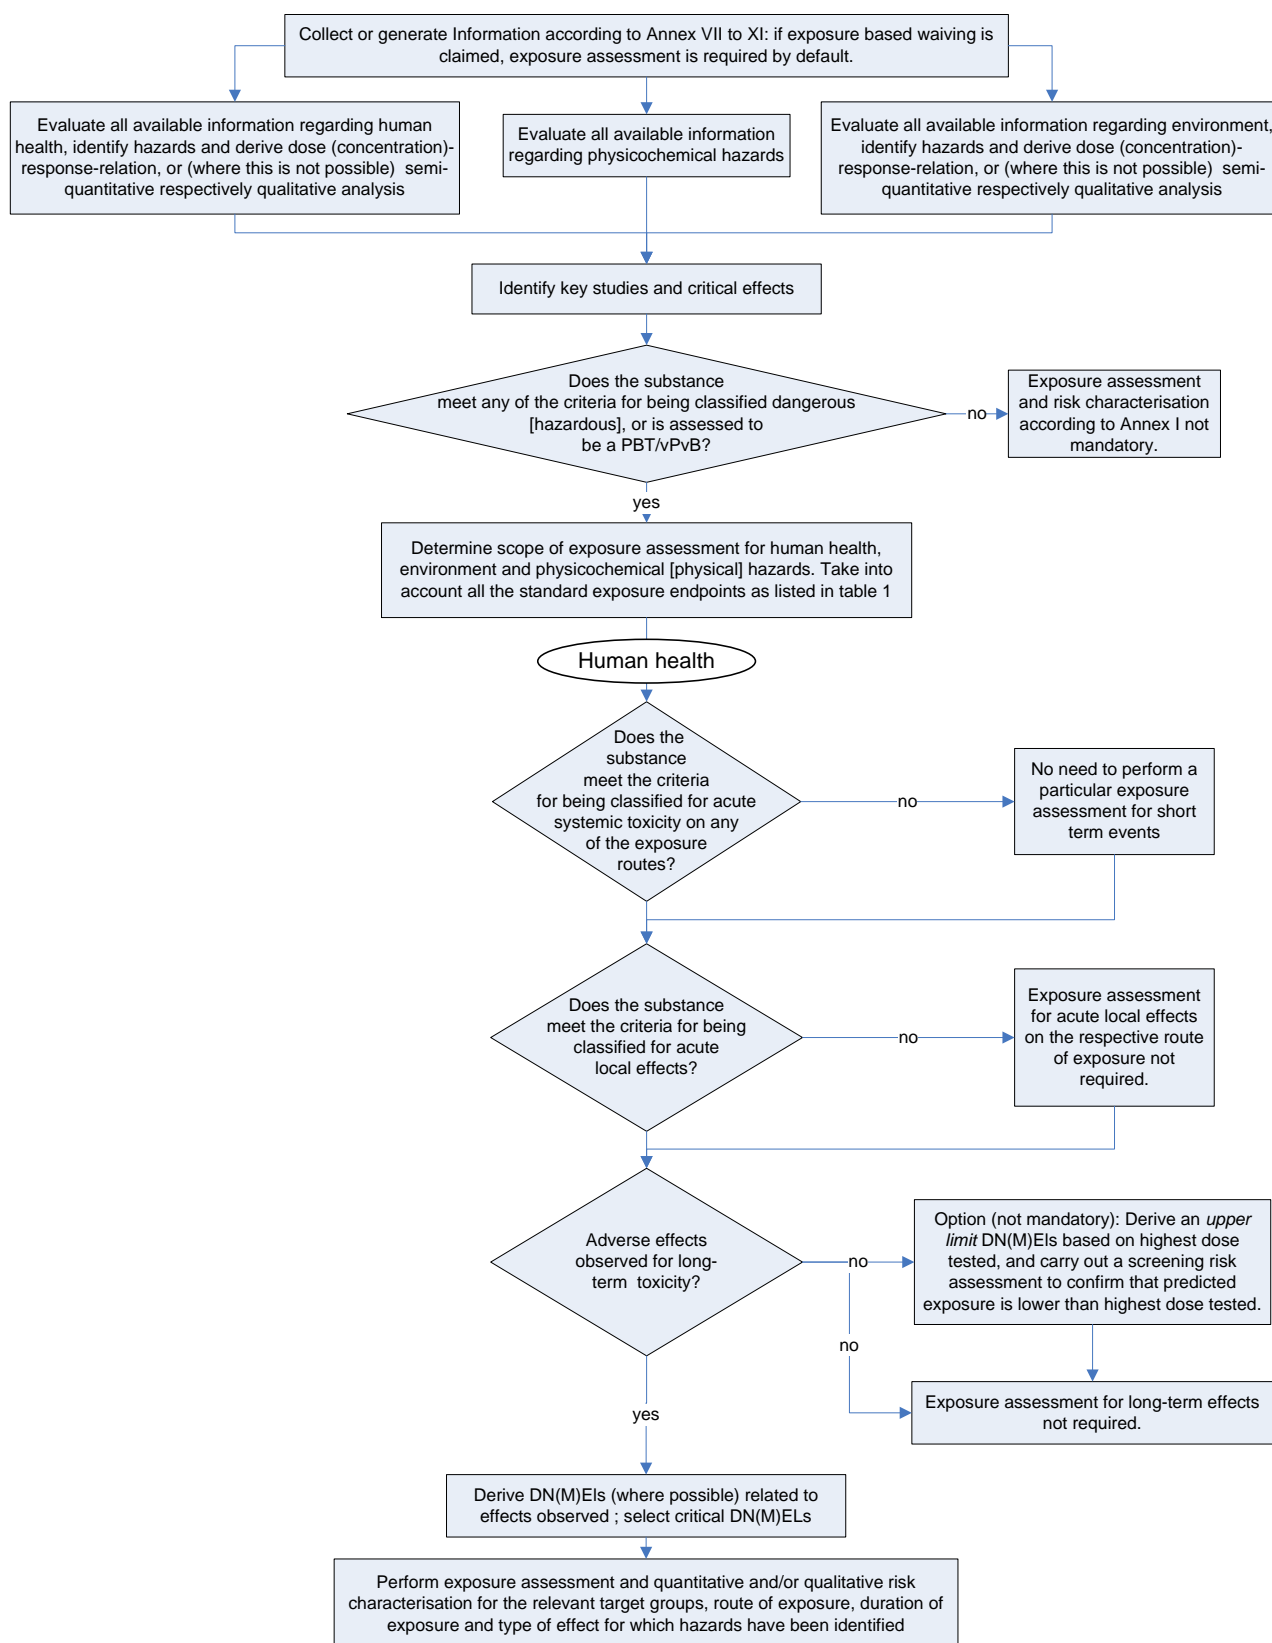 Collect or generate Information according to Annex VII to XI: if exposure based waiving is
claimed, exposure assessment is required by default.
Evaluate all available information regarding human
health, identify hazards and derive dose (concentration)-
response-relation, or (where this is not possible)  semi-
quantitative respectively qualitative analysis
Evaluate all available information
regarding physicochemical hazards
Evaluate all available information regarding environment,
identify hazards and derive dose (concentration)-
response-relation, or (where this is not possible)  semi-
quantitative respectively qualitative analysis
Identify key studies and critical effects
Does the substance
meet any of the criteria for being classified dangerous
[hazardous], or is assessed to
be a PBT/vPvB?
no
Exposure assessment
and risk characterisation
according to Annex I not
mandatory.
yes
Determine scope of exposure assessment for human health,
environment and physicochemical [physical] hazards. Take into
account all the standard exposure endpoints as listed in table 1
Human health
Does the
substance
meet the criteria
for being classified for acute
systemic toxicity on any
of the exposure
routes?
no
No need to perform a
particular exposure
assessment for short
term events
Does the substance
meet the criteria for being
classified for acute
local effects?
no
Exposure assessment
for acute local effects
on the respective route
of exposure not
required.
Adverse effects
observed for long-
term  toxicity?
no
Option (not mandatory): Derive an upper
limit DN(M)Els based on highest dose
tested, and carry out a screening risk
assessment to confirm that predicted
exposure is lower than highest dose tested.
no
Exposure assessment for long-term effects
not required.
yes
Derive DN(M)Els (where possible) related to
effects observed ; select critical DN(M)ELs
Perform exposure assessment and quantitative and/or qualitative risk
characterisation for the relevant target groups, route of exposure, duration of
exposure and type of effect for which hazards have been identified